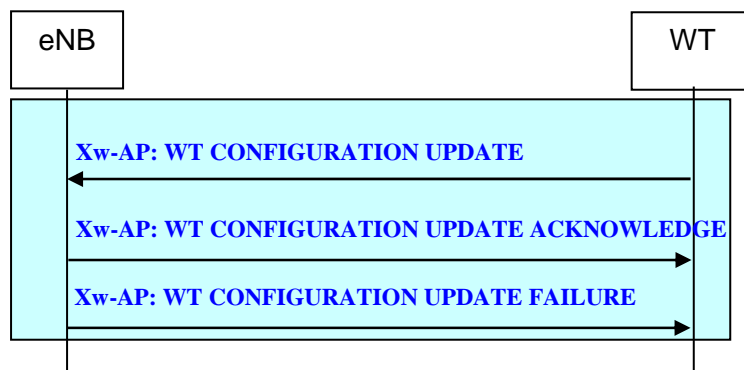 eNB
WT
Xw-AP: WT CONFIGURATION UPDATE
Xw-AP: WT CONFIGURATION UPDATE ACKNOWLEDGE
Xw-AP: WT CONFIGURATION UPDATE FAILURE